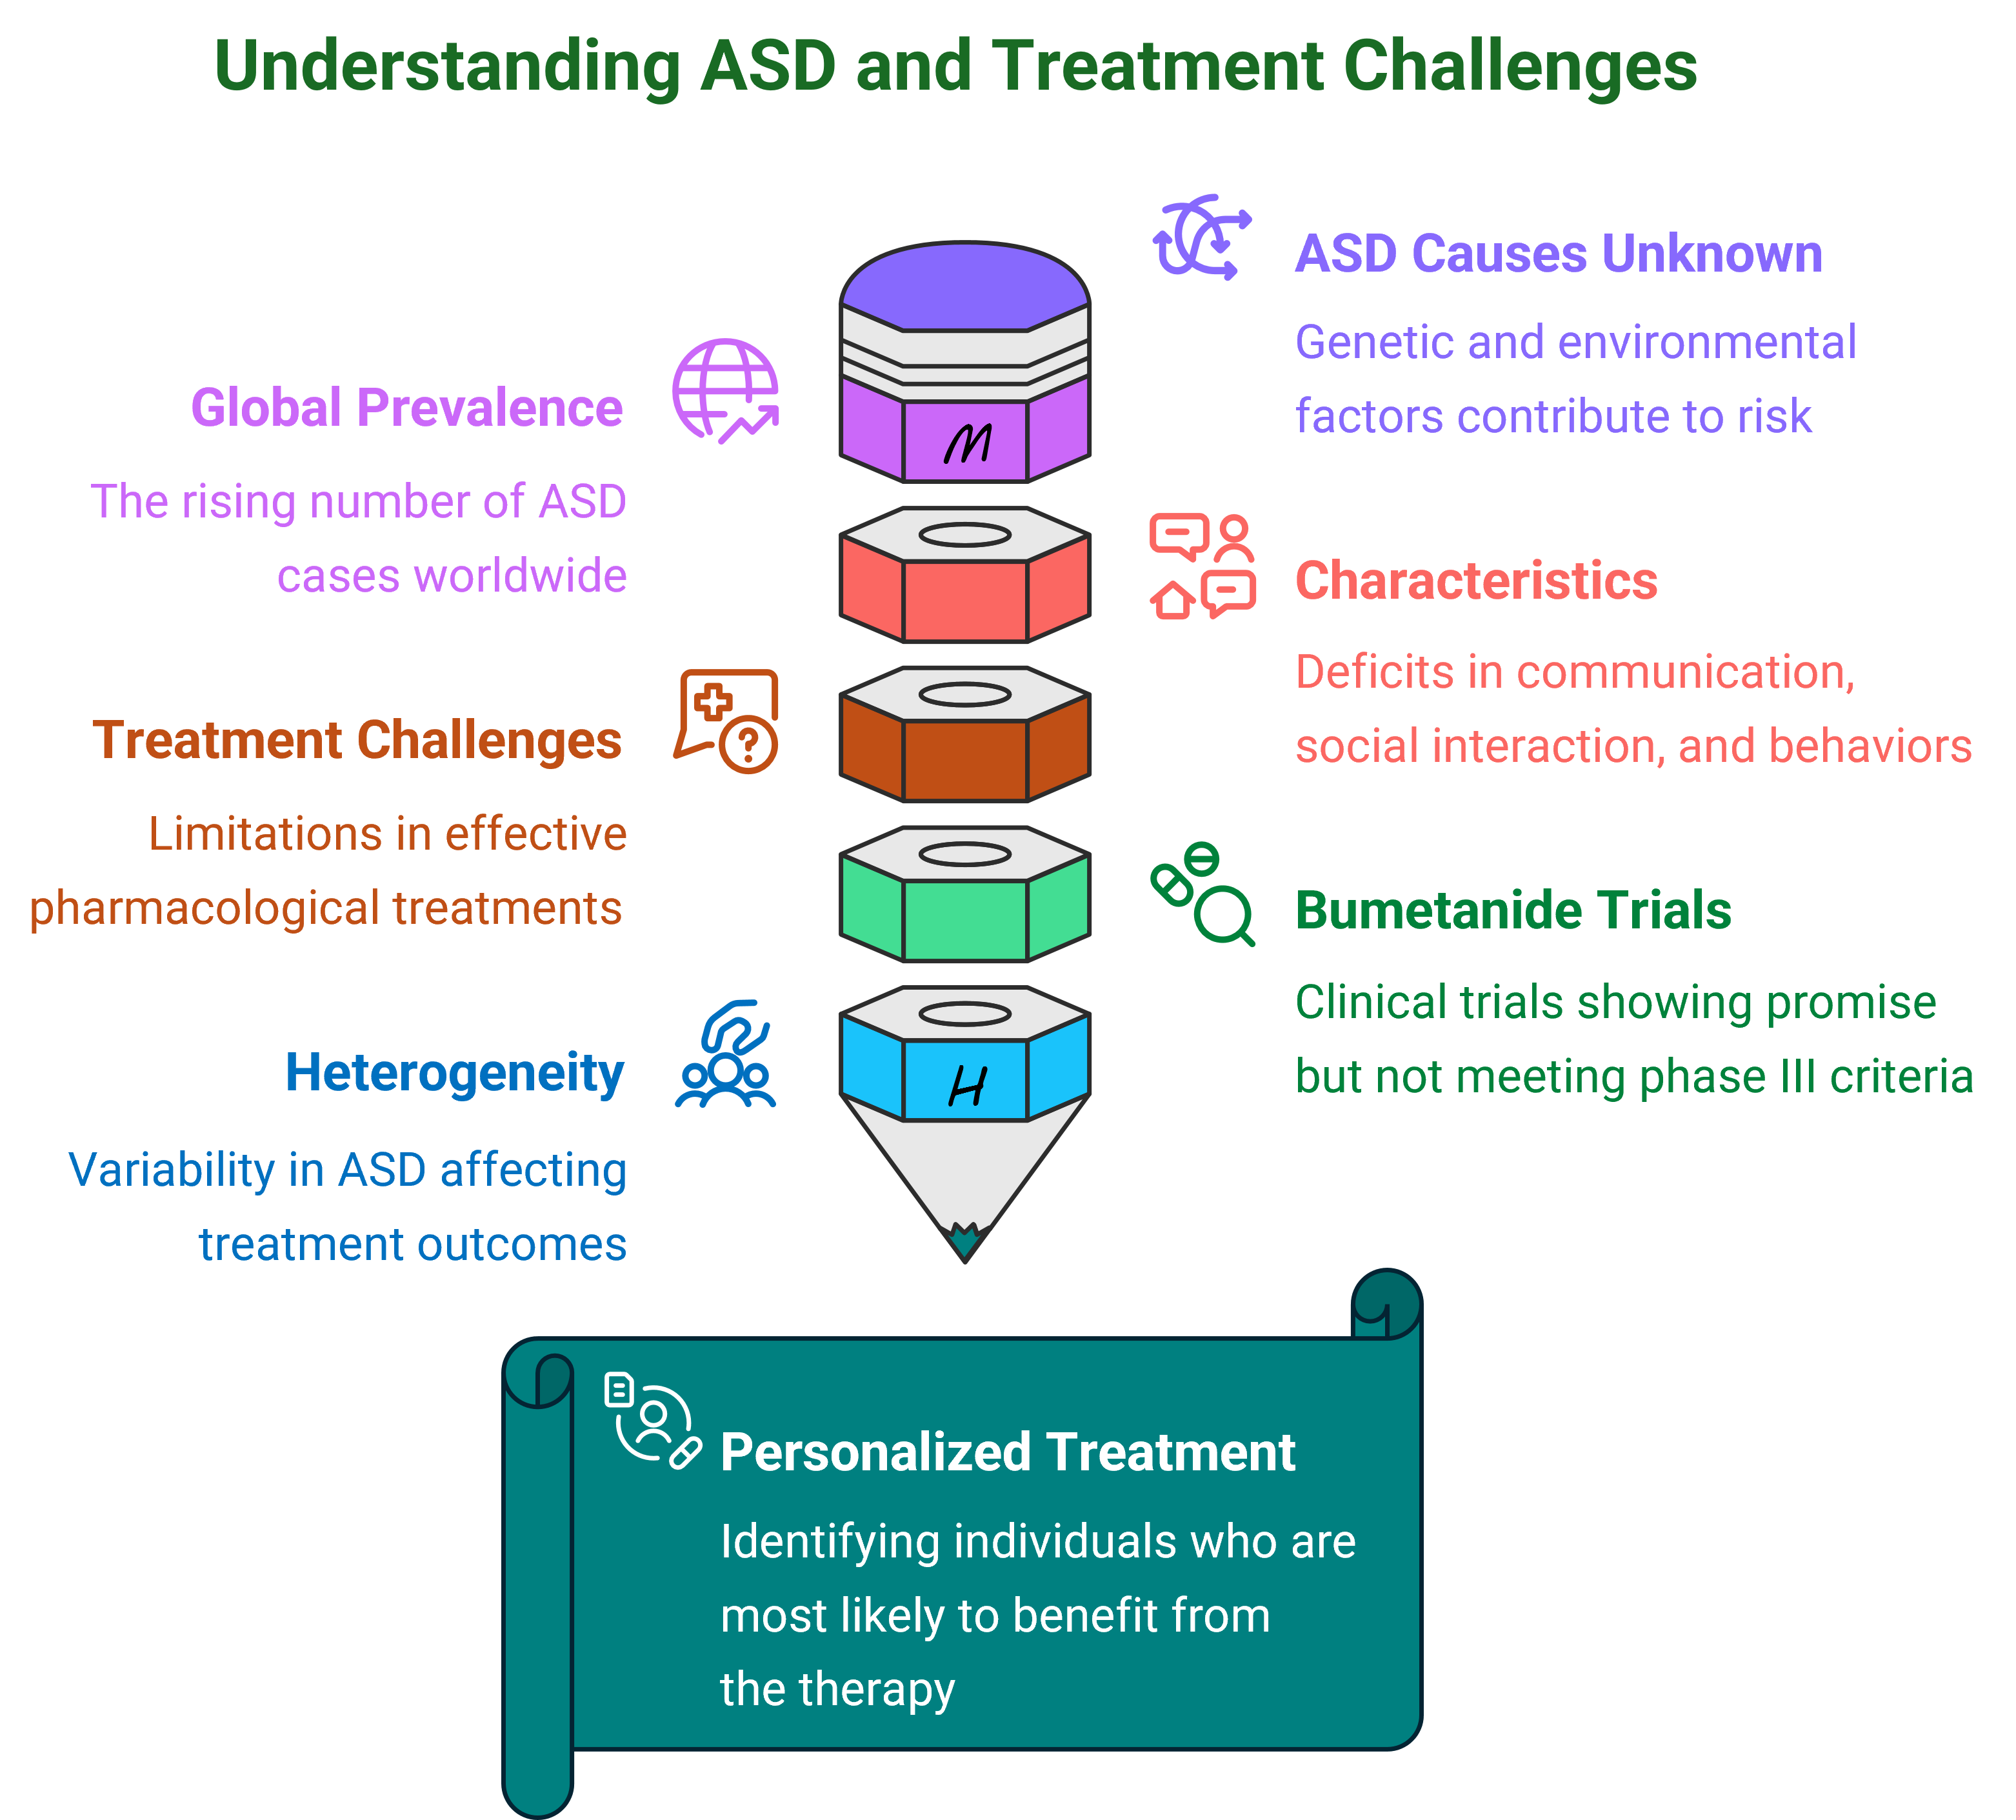 Understanding ASD and Treatment Challenges
ASD Causes Unknown
Genetic and environmental
factors contribute to risk
Global Prevalence
The rising number of ASD
cases worldwide
M
Characteristics
Deficits in communication,
social interaction, and behaviors
Treatment Challenges
Limitations in effective
pharmacological treatments
Bumetanide Trials
Clinical trials showing promise
but not meeting phase III criteria
Heterogeneity
Variability in ASD affecting
treatment outcomes
H
Personalized Treatment
Identifying individuals who are
most likely to benefit from
the therapy